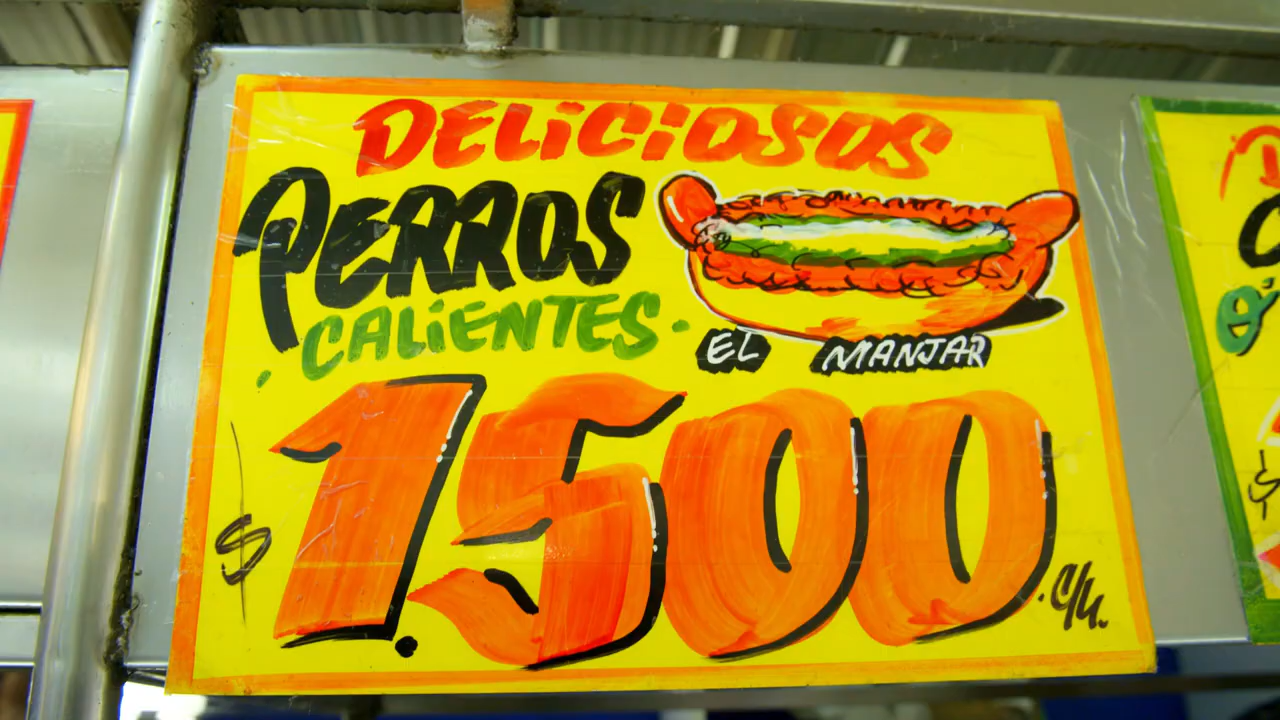 DELiCiOSOS
PERROS
CALiENTES
EL MANJAR
$ 1.500 c/u.